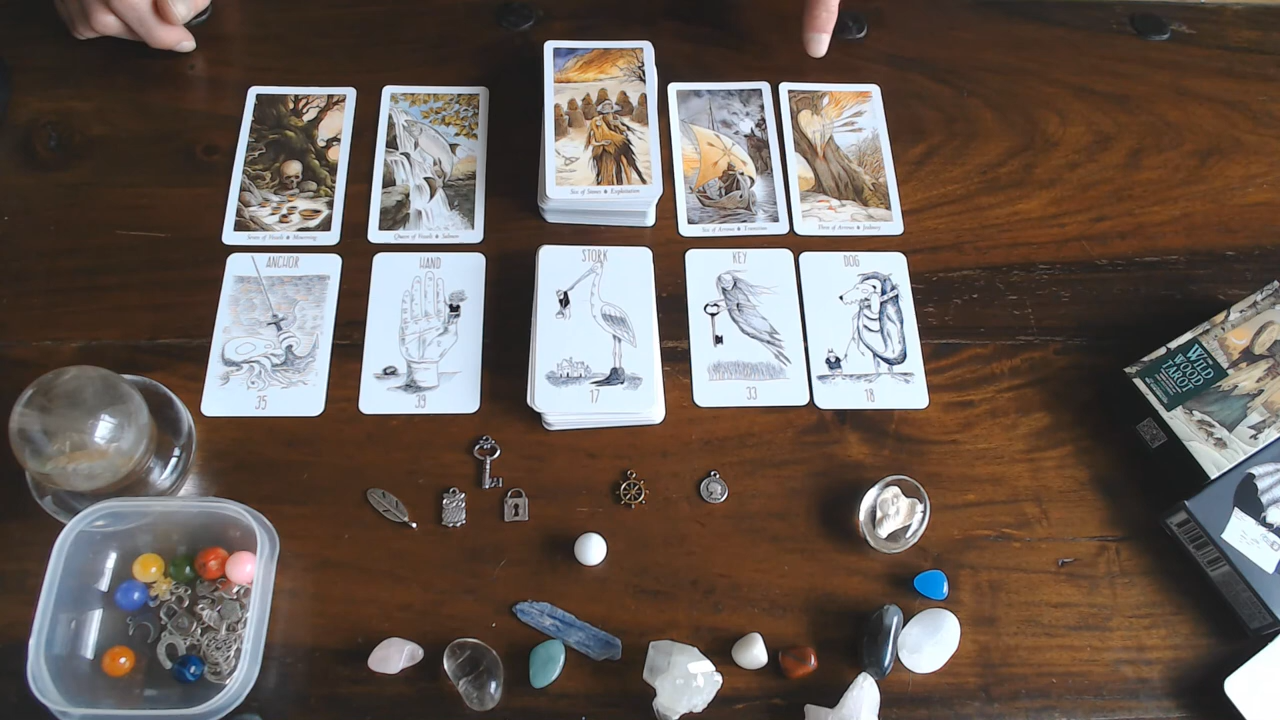 Seven of Vessels Mourning
Queen of Vessels Salmon
Six of Stones Exploitation
Six of Arrows Transition
Three of Arrows Jealousy
ANCHOR
35
HAND
39
STORK
17
KEY
33
DOG
18
THE
WILD
WOOD
TAROT